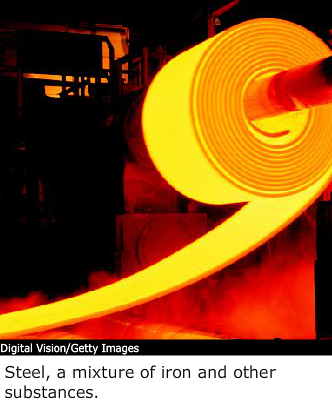 Digital Vision/Getty Images
Steel, a mixture of iron and other
substances.